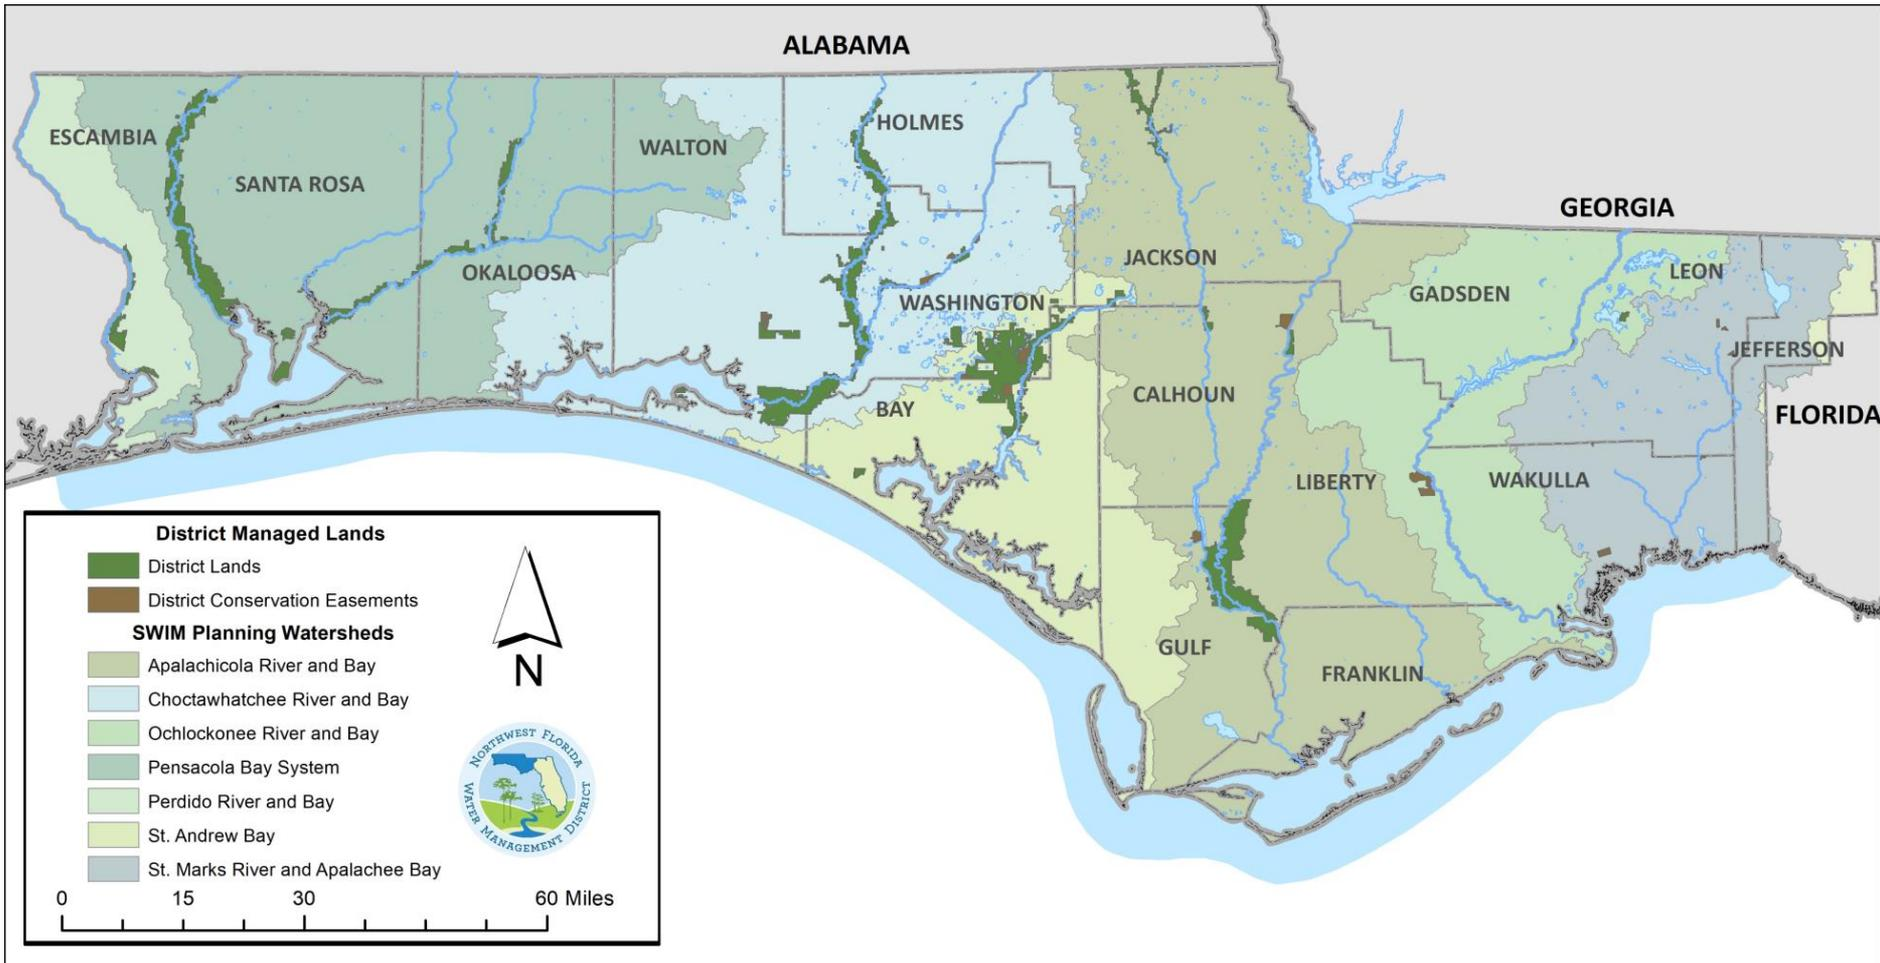 ALABAMA
HOLMES
ESCAMBIA
WALTON
SANTA ROSA
GEORGIA
JACKSON
OKALOOSA
LEON
GADSDEN
WASHINGTON
JEFFERSON
CALHOUN
BAY
FLORIDA
LIBERTY
WAKULLA
GULF
FRANKLIN
District Managed Lands
District Lands
District Conservation Easements
SWIM Planning Watersheds
Apalachicola River and Bay
Choctawhatchee River and Bay
Ochlockonee River and Bay
Pensacola Bay System
Perdido River and Bay
St. Andrew Bay
St. Marks River and Apalachee Bay
N
NORTHWEST FLORIDA
WATER MANAGEMENT DISTRICT
0 15 30 60 Miles